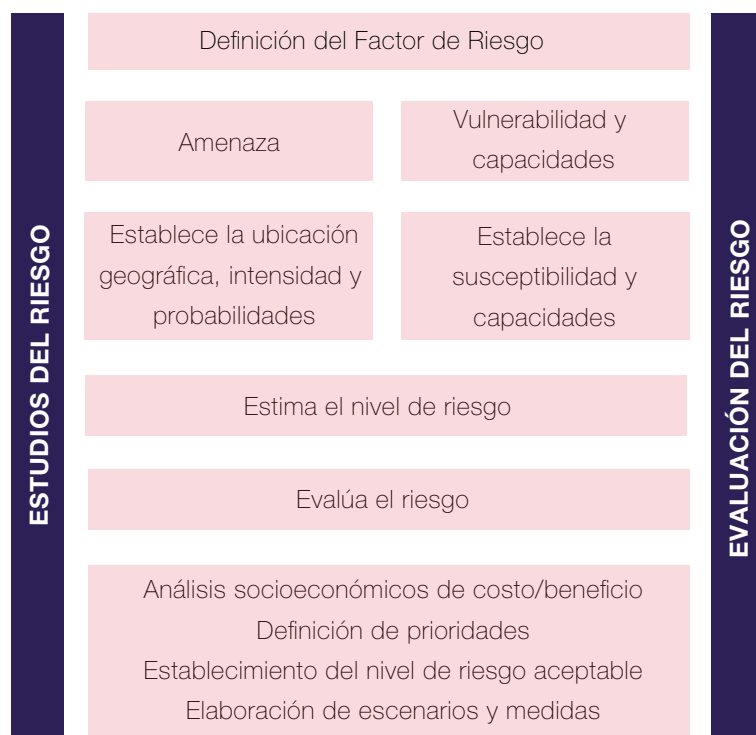 ESTUDIOS DEL RIESGO
Definición del Factor de Riesgo
Amenaza
Vulnerabilidad y
capacidades
Establece la ubicación
geográfica, intensidad y
probabilidades
Establece la
susceptibilidad y
capacidades
Estima el nivel de riesgo
Evalúa el riesgo
Análisis socioeconómicos de costo/beneficio
Definición de prioridades
Establecimiento del nivel de riesgo aceptable
Elaboración de escenarios y medidas
EVALUACIÓN DEL RIESGO